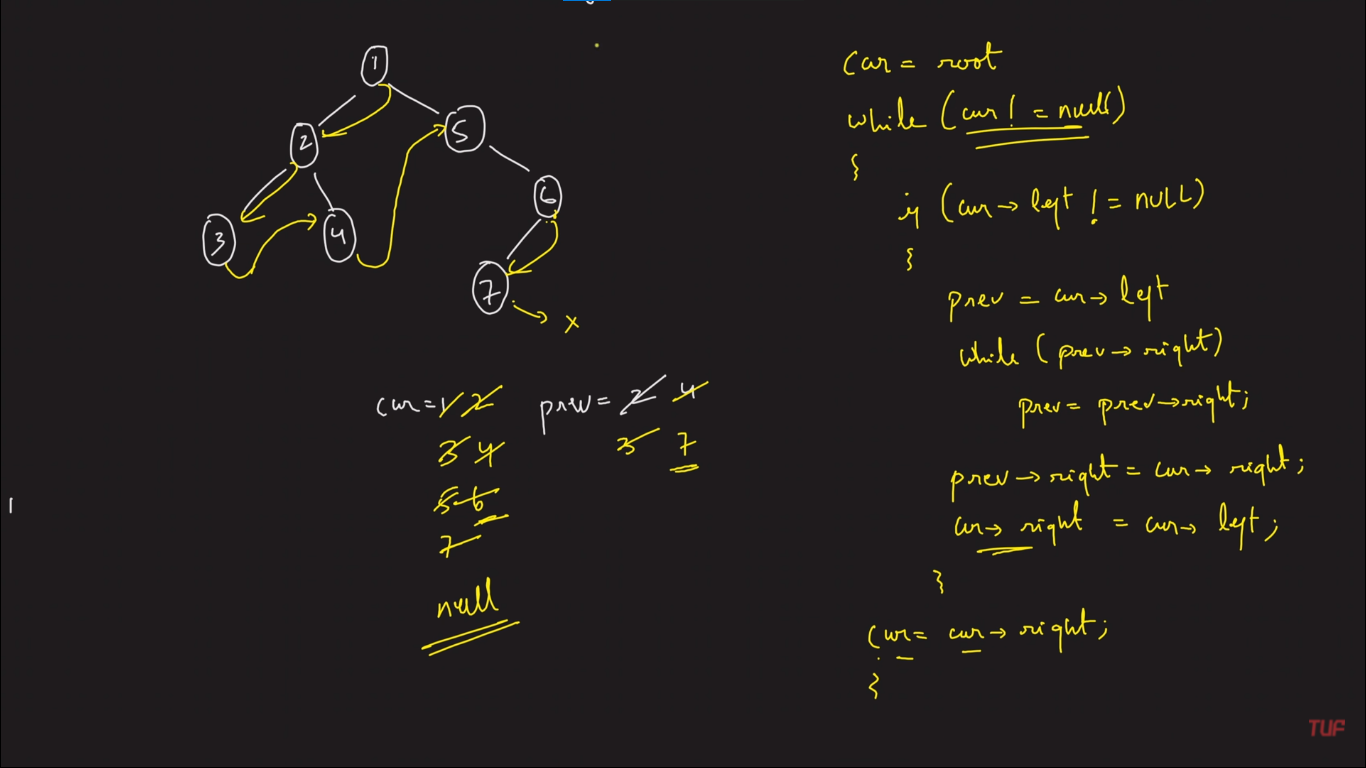 1
2
5
3
4
6
7
x
cur = 1 2
3 4
5 6
7
null
prev = 2 4
3 7
cur = root
while (cur ! = null)
{
if (cur → left ! = NULL)
{
prev = cur → left
while ( prev → right)
prev = prev → right;
prev → right = cur → right;
cur → right = cur → left;
}
cur = cur → right;
}
TUF